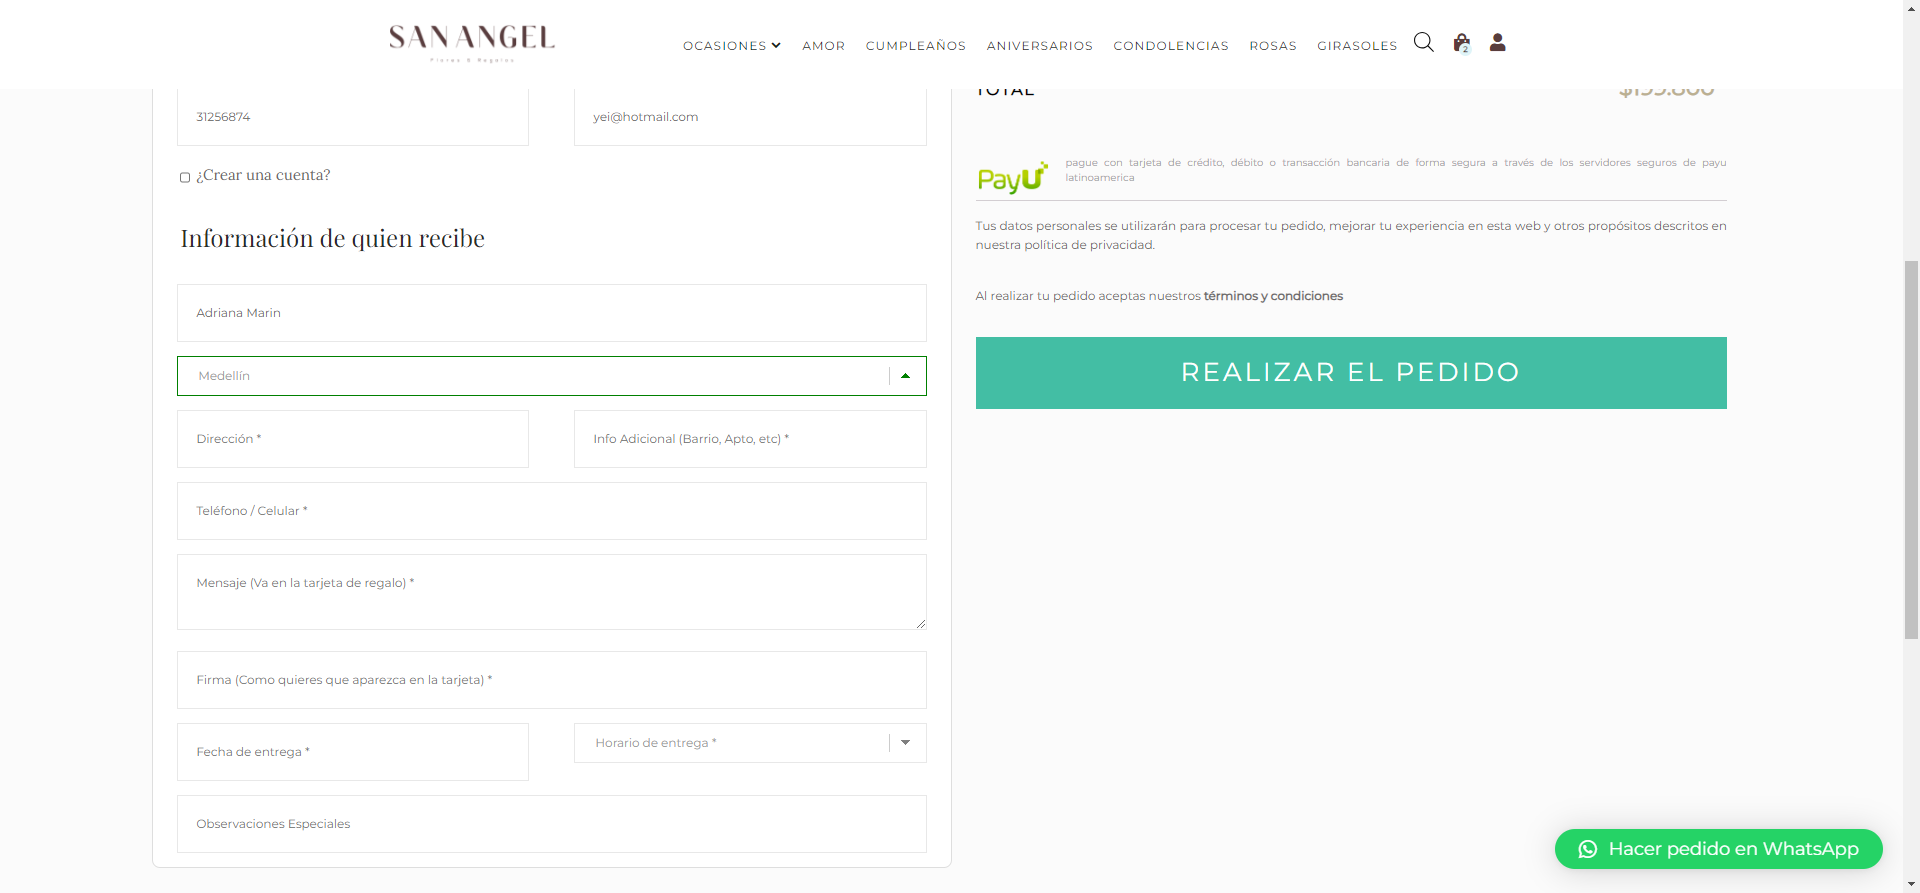 SAN ANGEL
Flores & Regalos
OCASIONES
AMOR
CUMPLEAÑOS
ANIVERSARIOS
CONDOLENCIAS
ROSAS
GIRASOLES
2
31256874
yei@hotmail.com
¿Crear una cuenta?
Información de quien recibe
Adriana Marin
Medellín
Dirección *
Info Adicional (Barrio, Apto, etc) *
Teléfono / Celular *
Mensaje (Va en la tarjeta de regalo) *
Firma (Como quieres que aparezca en la tarjeta) *
Fecha de entrega *
Horario de entrega *
Observaciones Especiales
TOTAL
$199.800
PayU
pague con tarjeta de crédito, débito o transacción bancaria de forma segura a través de los servidores seguros de payu
latinoamerica
Tus datos personales se utilizarán para procesar tu pedido, mejorar tu experiencia en esta web y otros propósitos descritos en
nuestra política de privacidad.
Al realizar tu pedido aceptas nuestros términos y condiciones
REALIZAR EL PEDIDO
Hacer pedido en WhatsApp